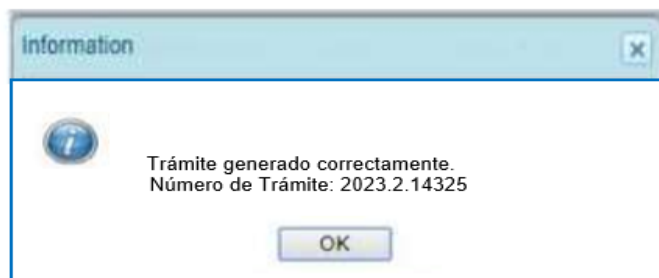 Information
Trámite generado correctamente.
Número de Trámite: 2023.2.14325
OK